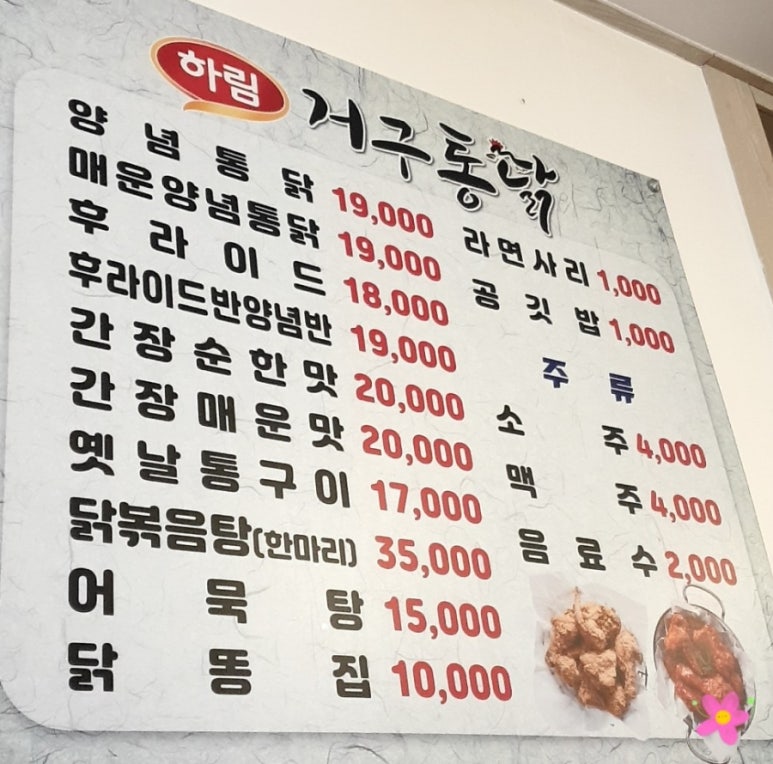 하림 거구통닭
양념통닭 19,000
매운양념통닭 19,000
후라이드 18,000
후라이드반양념반 19,000
간장순한맛 20,000
간장매운맛 20,000
옛날통구이 17,000
닭볶음탕(한마리) 35,000
어묵탕 15,000
닭똥집 10,000
라면사리 1,000
공깃밥 1,000
주류
소주 4,000
맥주 4,000
음료수 2,000